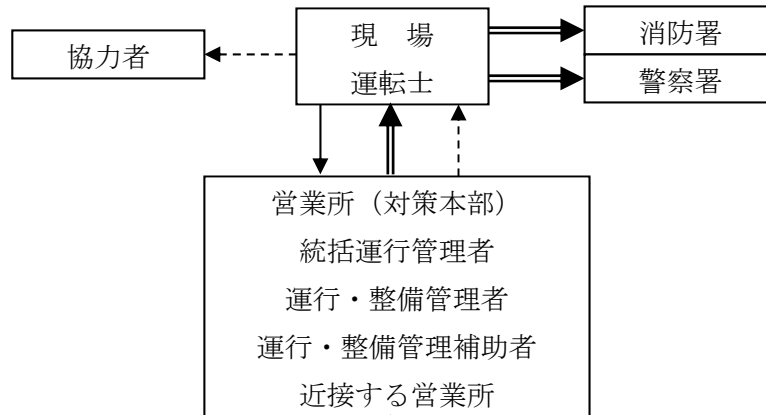 現　場
運転士
協力者
消防署
警察署
営業所（対策本部）
統括運行管理者
運行・整備管理者
運行・整備管理補助者
近接する営業所